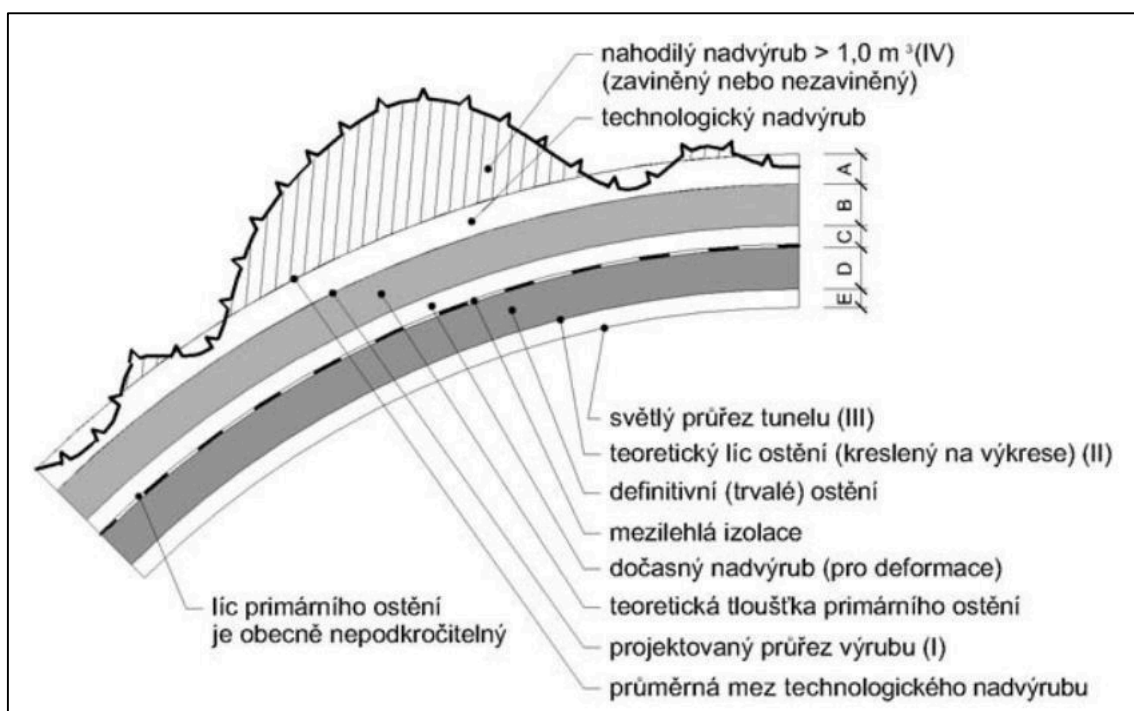 nahodilý nadvýrub > 1,0 m ³(IV)
(zaviněný nebo nezaviněný)
technologický nadvýrub
A
B
C
D
E
světlý průřez tunelu (III)
teoretický líc ostění (kreslený na výkrese) (II)
definitivní (trvalé) ostění
mezilehlá izolace
dočasný nadvýrub (pro deformace)
teoretická tloušťka primárního ostění
projektovaný průřez výrubu (I)
průměrná mez technologického nadvýrubu
líc primárního ostění
je obecně nepodkročitelný